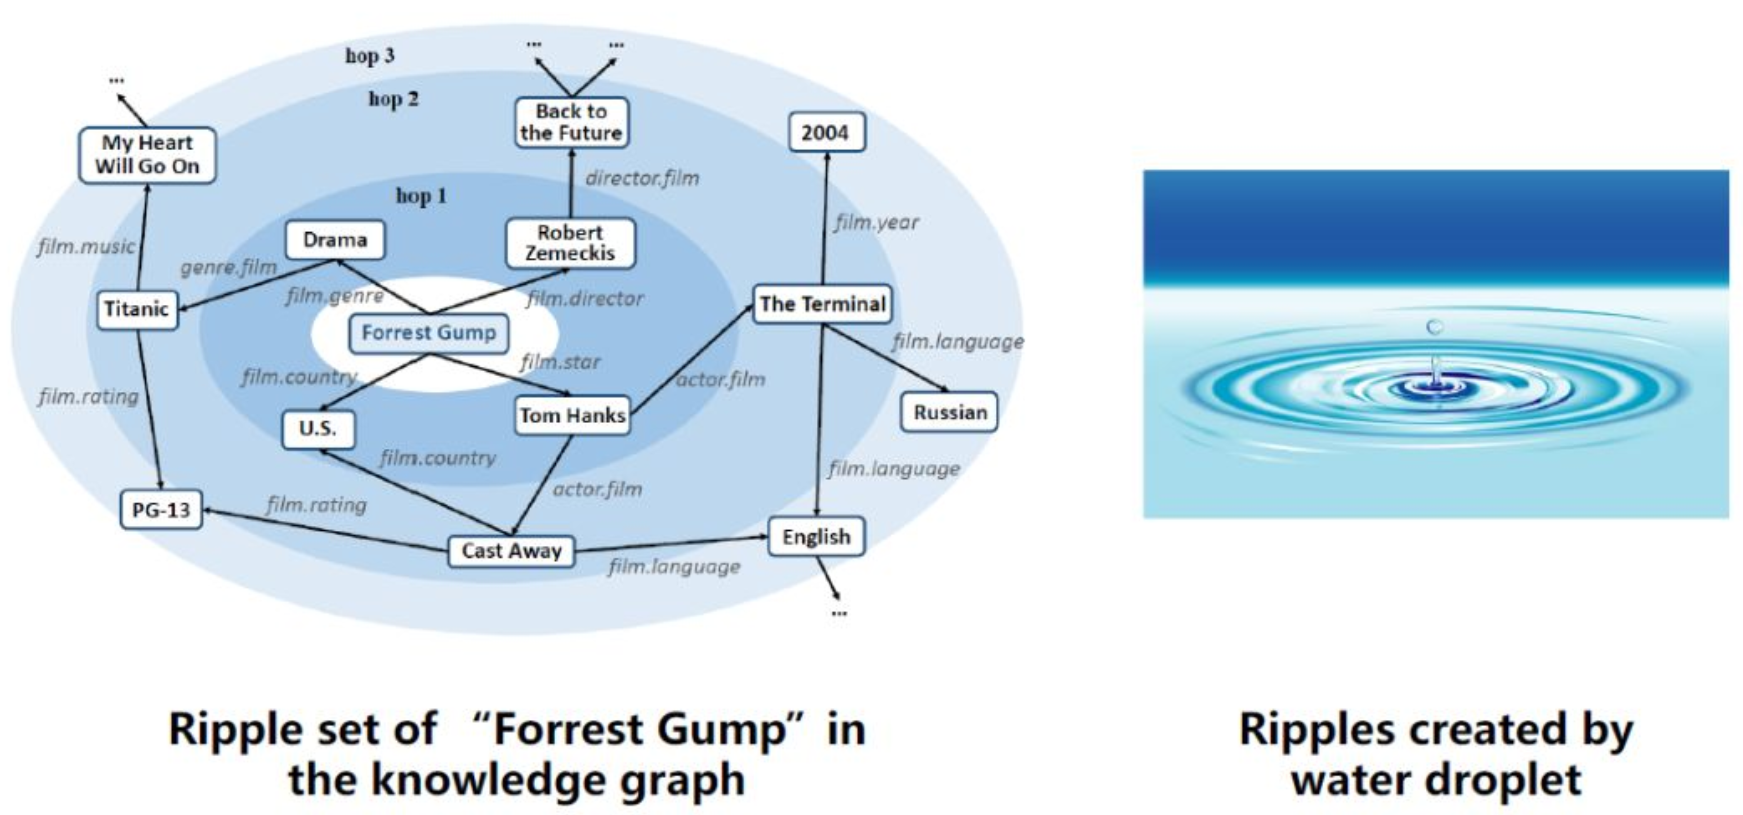 ...
...
hop 3
...
hop 2
Back to
the Future
2004
My Heart
Will Go On
director.film
hop 1
film.year
Drama
Robert
Zemeckis
film.music
genre.film
film.genre
film.director
Titanic
The Terminal
Forrest Gump
film.language
film.star
film.country
actor.film
film.rating
Tom Hanks
Russian
U.S.
film.country
film.language
actor.film
film.rating
PG-13
English
Cast Away
film.language
...
Ripple set of “Forrest Gump” in
the knowledge graph
Ripples created by
water droplet